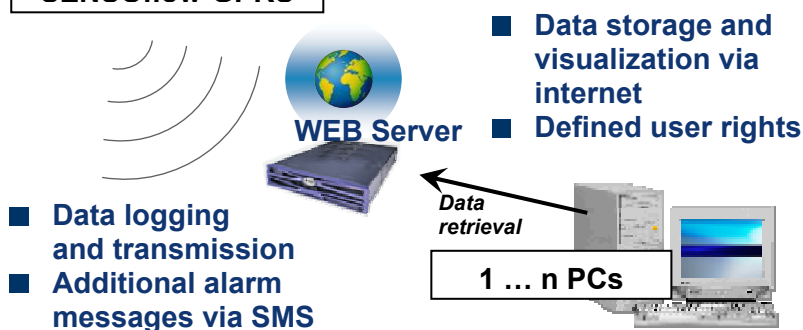 ■ Data storage and
visualization via
internet
■ Defined user rights
WEB Server
Data
retrieval
■ Data logging
and transmission
■ Additional alarm
messages via SMS
1 … n PCs